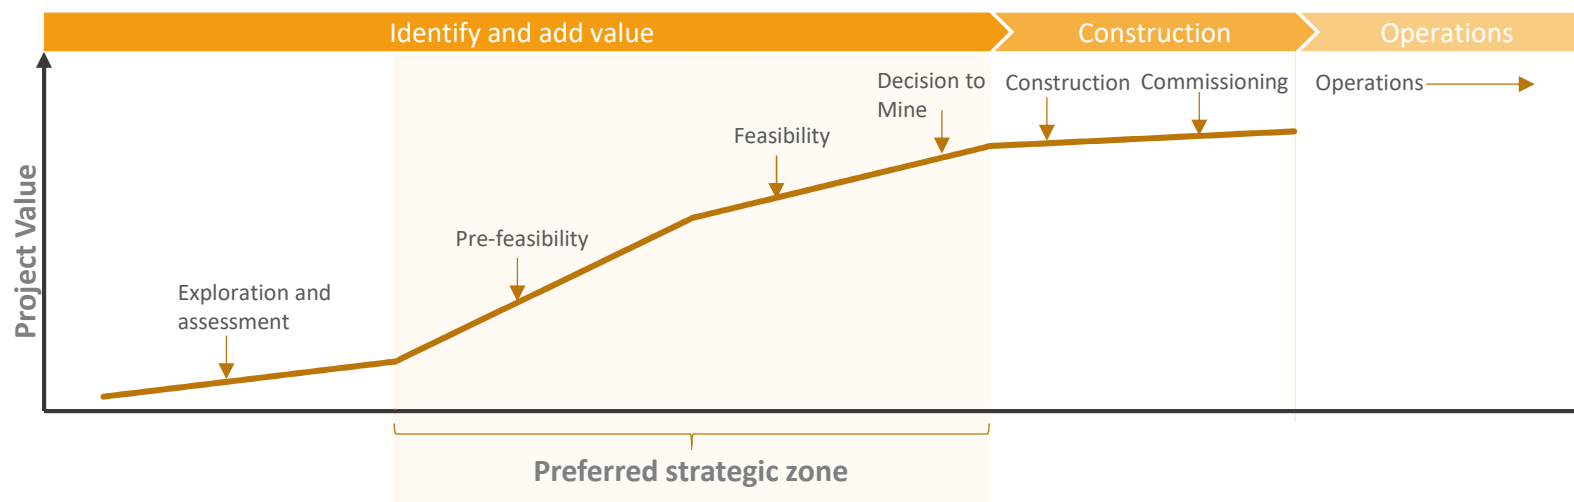 Identify and add value
Construction
Operations
Decision to
Mine
Construction
Commissioning
Operations
Feasibility
Pre-feasibility
Exploration and
assessment
Project Value
Preferred strategic zone